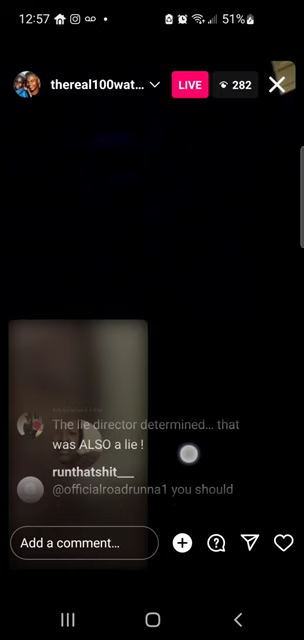 12:57
51%
thereal100wat...
LIVE
282
The lie director determined... that
was ALSO a lie !
runthatshit__
@officialroadrunna1 you should
Add a comment...